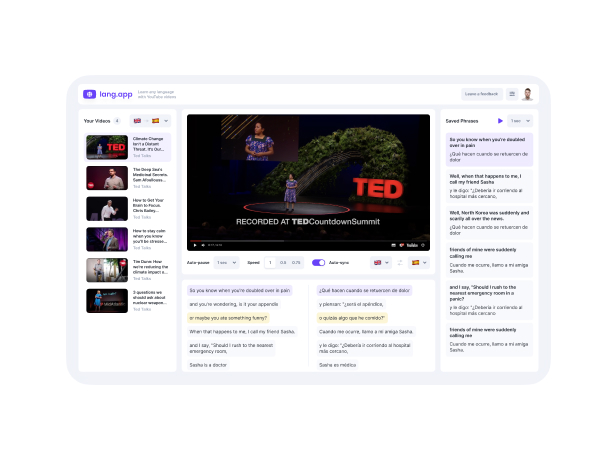 lang.app
Learn any language
with YouTube videos
Leave a feedback
Your Videos 6
Climate Change
Isn't a Distant
Threat. It's Our...
Ted Talks
The Deep Sea's
Medicinal Secrets.
Sam Afoullouss...
Ted Talks
How to Get Your
Ideas to Focus.
Chris Bailey...
Ted Talks
How to stay calm
when you know
you'll be stresse...
Ted Talks
Tim Dunn: How
we're reducing the
climate impact a...
Ted Talks
3 questions we
should ask about
nuclear weapon...
Ted Talks
TED
RECORDED AT TEDCountdownSummit
YouTube
Auto-pause 1 sec Speed 1 0.5 0.75 Auto-sync
So you know when you're doubled over in pain
and you're wondering, is it your appendix
or maybe you ate something funny?
When that happens to me, I call my friend Sasha,
and I say, "Should I rush to the nearest
emergency room,
Sasha is a doctor
¿Qué hacen cuando se retuercen de dolor
y piensan: "¿será el apéndice,
o quizás algo que he comido?"
Cuando me ocurre, llamo a mi amiga Sasha.
y le digo: "¿Debería ir corriendo al hospital
más cercano,
Sasha es médico
Saved Phrases 1 sec
So you know when you're doubled
over in pain
¿Qué hacen cuando se retuercen de
dolor
Well, when that happens to me, I
call my friend Sasha
y le digo: "¿Debería ir corriendo al
hospital más cercano,
Well, North Korea was suddenly and
scarily all over the news.
¿Qué hacen cuando se retuercen de
dolor
friends of mine were suddenly
calling me
Cuando me ocurre, llamo a mi amiga
Sasha.
and I say, "Should I rush to the
nearest emergency room in a
panic?
y le digo: "¿Debería ir corriendo al
hospital más cercano,
friends of mine were suddenly
calling me
Cuando me ocurre, llamo a mi amiga
Sasha.